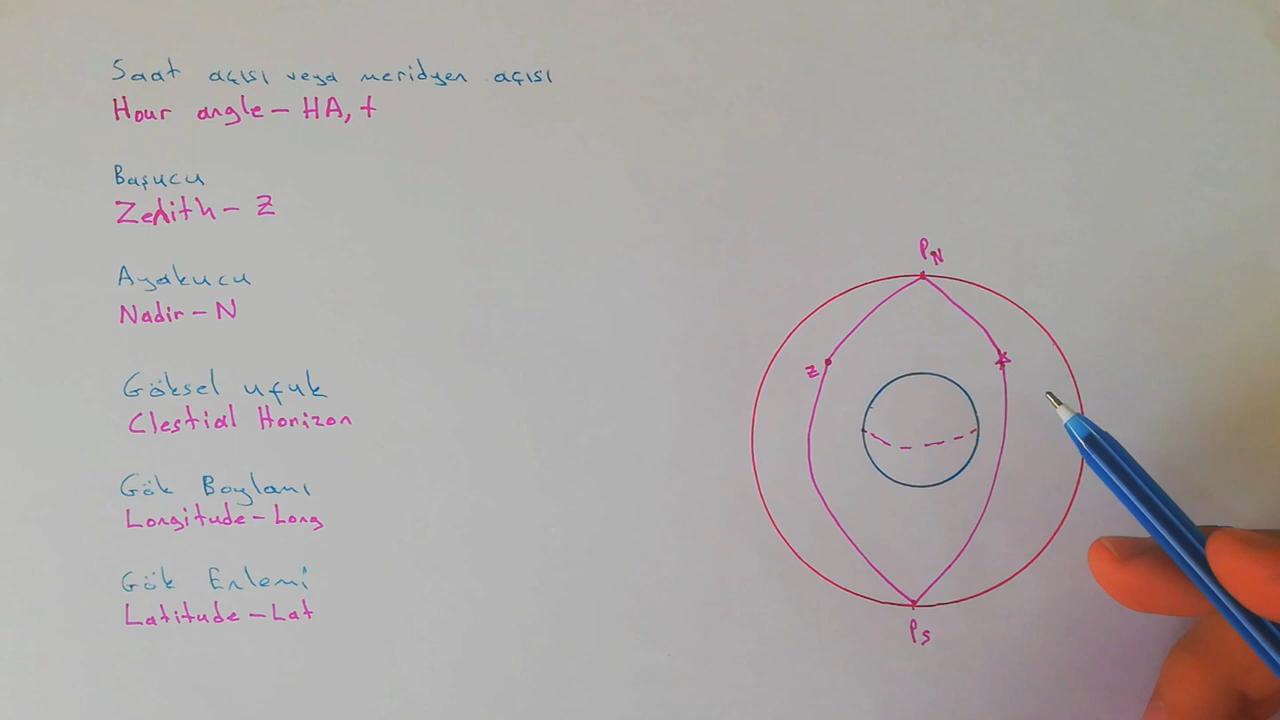 Saat açısı veya meridyen açısı
Hour angle - HA, t
Başucu
Zenith - Z
Ayakucu
Nadir - N
Göksel ufuk
Clestial Horizon
Gök Boylanı
Longitude - Long
Gök Enlemi
Latitude - Lat
PN
Z
Ps